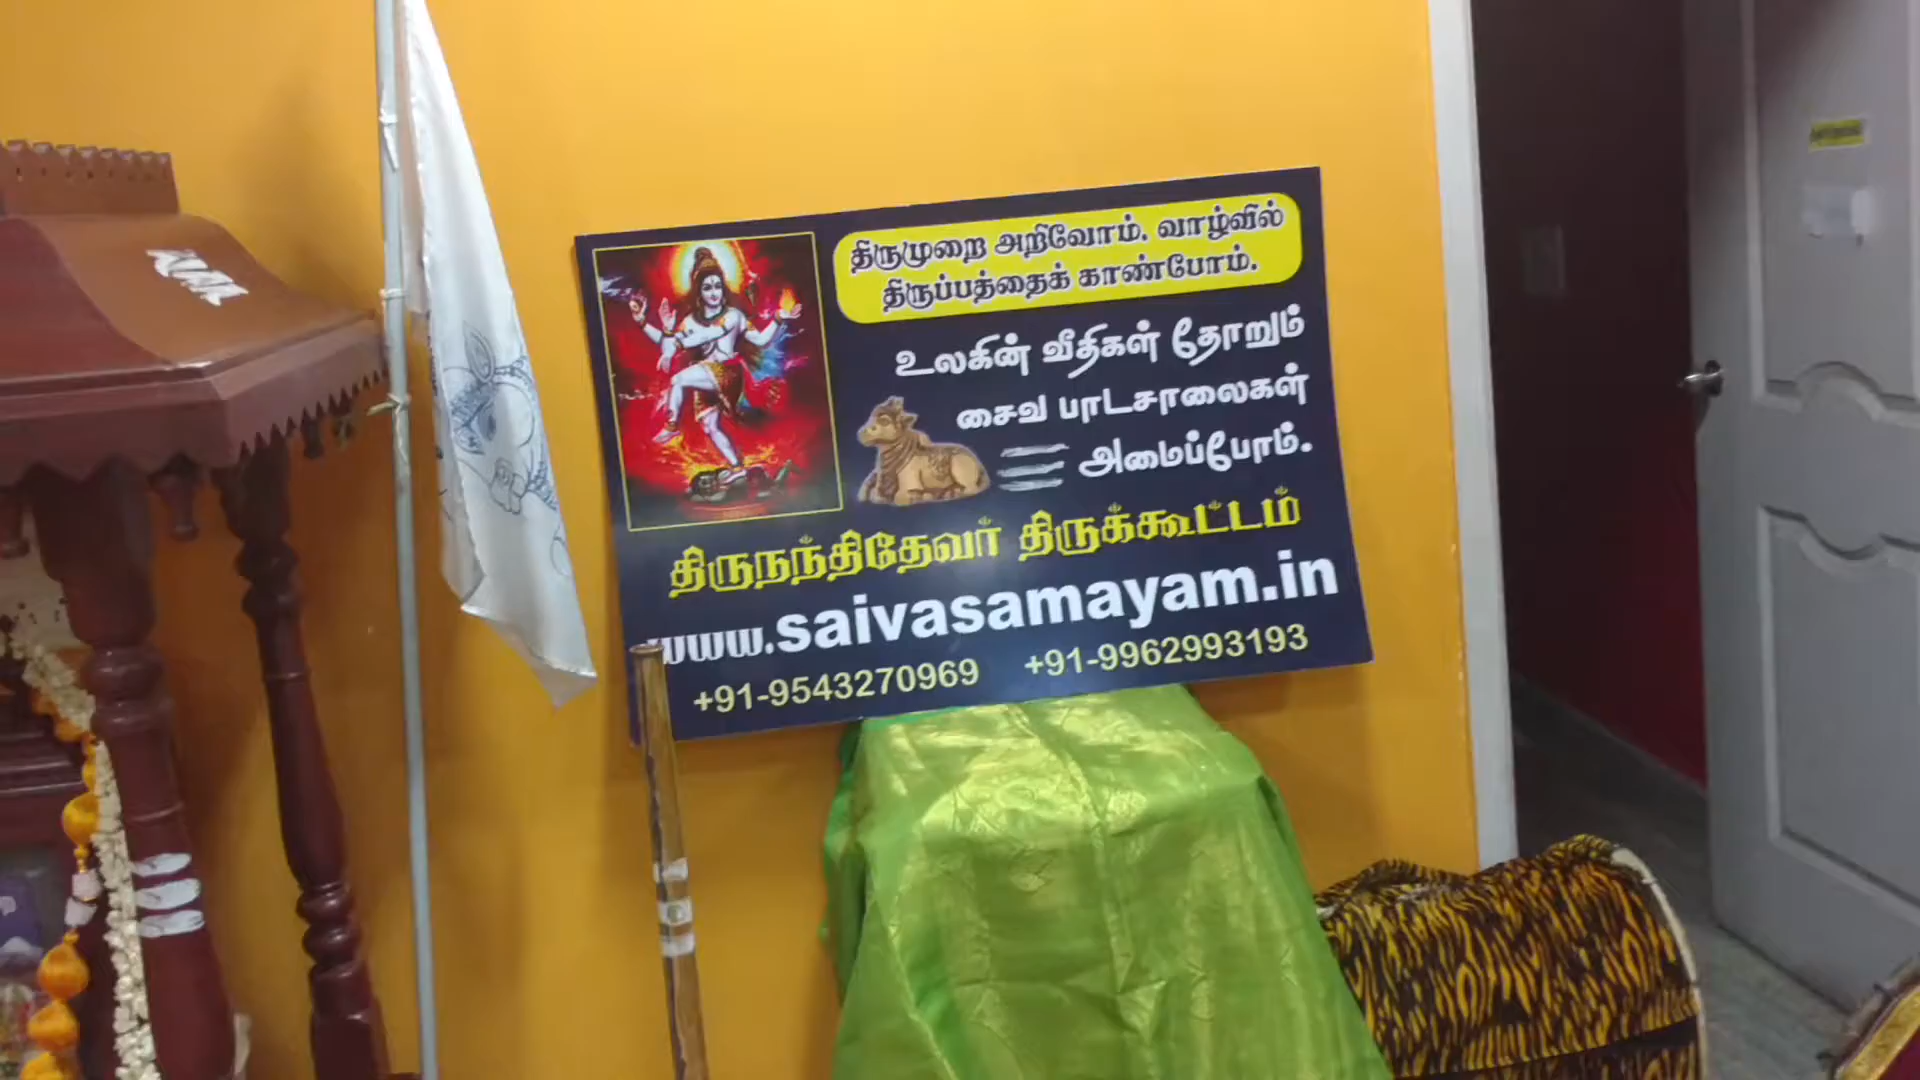 திருமுறை அறிவோம். வாழ்வில்
திருப்பத்தைக் காண்போம்.
உலகின் வீதிகள் தோறும்
சைவ பாடசாலைகள்
அமைப்போம்.
திருநந்திதேவர் திருக்கூட்டம்
www.saivasamayam.in
+91-9543270969 +91-9962993193